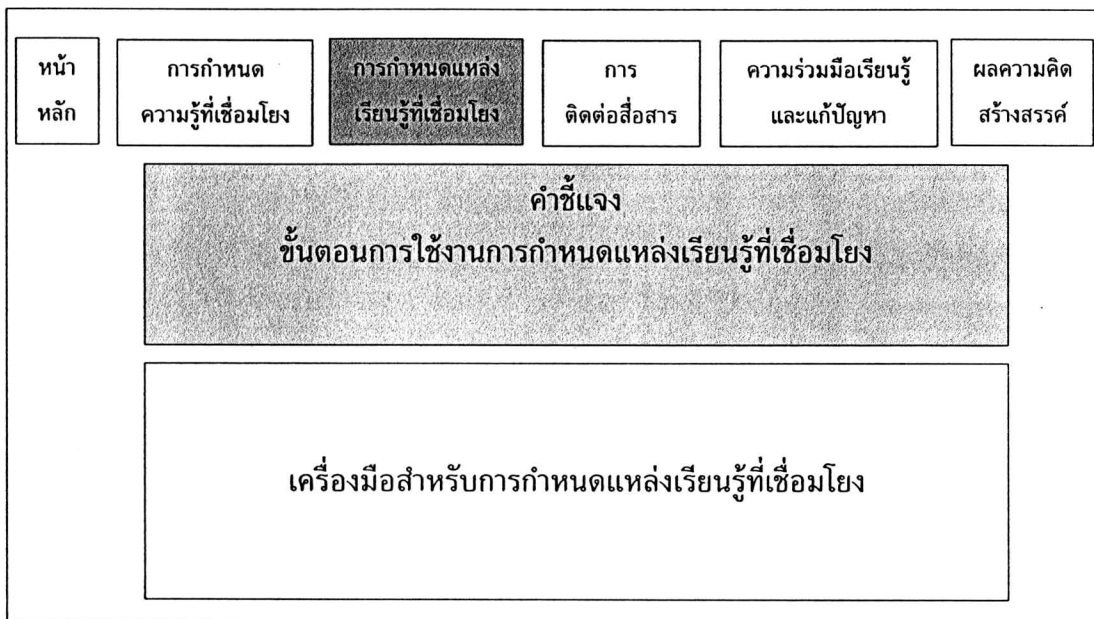 หน้า
หลัก
การกำหนด
ความรู้ที่เชื่อมโยง
การกำหนดแหล่ง
เรียนรู้ที่เชื่อมโยง
การ
ติดต่อสื่อสาร
ความร่วมมือเรียนรู้
และแก้ปัญหา
ผลความคิด
สร้างสรรค์
คำชี้แจง
ขั้นตอนการใช้งานการกำหนดแหล่งเรียนรู้ที่เชื่อมโยง
เครื่องมือสำหรับการกำหนดแหล่งเรียนรู้ที่เชื่อมโยง